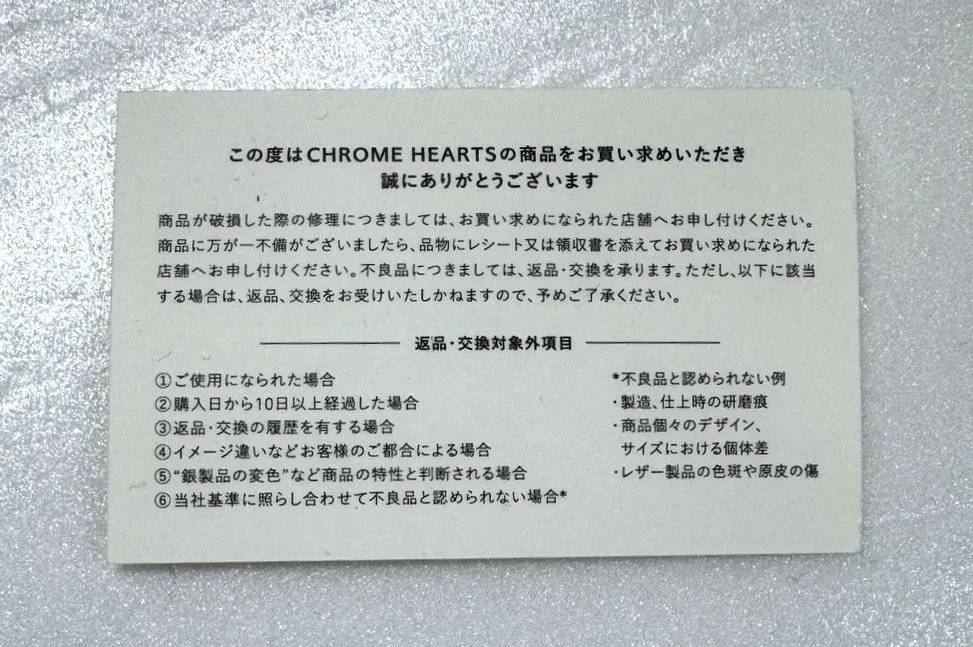 この度はCHROME HEARTSの商品をお買い求めいただき
誠にありがとうございます
商品が破損した際の修理につきましては、お買い求めになられた店舗へお申し付けください。
商品に万が一不備がございましたら、品物にレシート又は領収書を添えてお買い求めになられた
店舗へお申し付けください。不良品につきましては、返品・交換を承ります。ただし、以下に該当
する場合は、返品、交換をお受けいたしかねますので、予めご了承ください。
返品・交換対象外項目
①ご使用になられた場合
②購入日から10日以上経過した場合
③返品・交換の履歴を有する場合
④イメージ違いなどお客様のご都合による場合
⑤“銀製品の変色”など商品の特性と判断される場合
⑥当社基準に照らし合わせて不良品と認められない場合*
*不良品と認められない例
・製造、仕上時の研磨痕
・商品個々のデザイン、
サイズにおける個体差
・レザー製品の色斑や原皮の傷